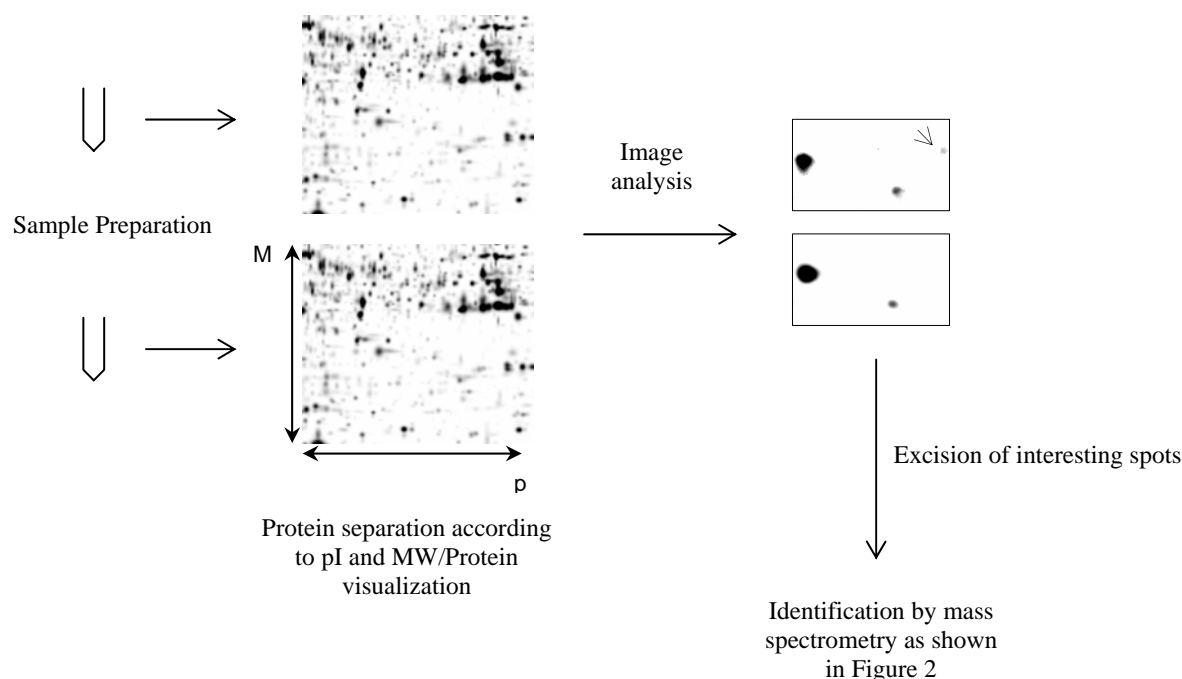 Sample Preparation
M
p
Protein separation according
to pI and MW/Protein
visualization
Image
analysis
Excision of interesting spots
Identification by mass
spectrometry as shown
in Figure 2